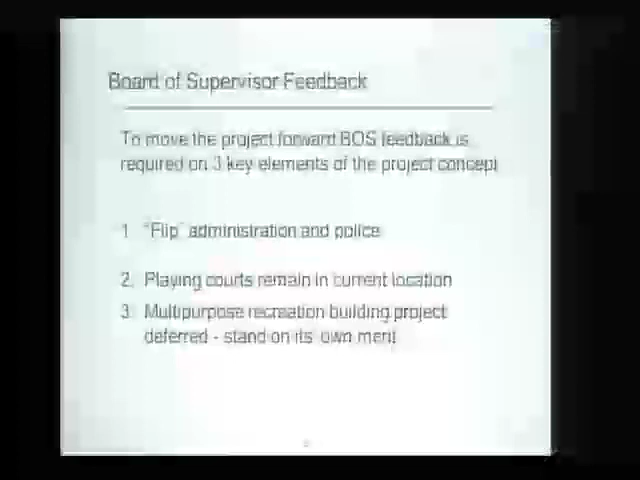 Board of Supervisor Feedback
To move the project forward BOS feedback is
required on 3 key elements of the project concept
1. "Flip" administration and police
2. Playing courts remain in current location
3. Multipurpose recreation building project
deferred - stand on its' own merit